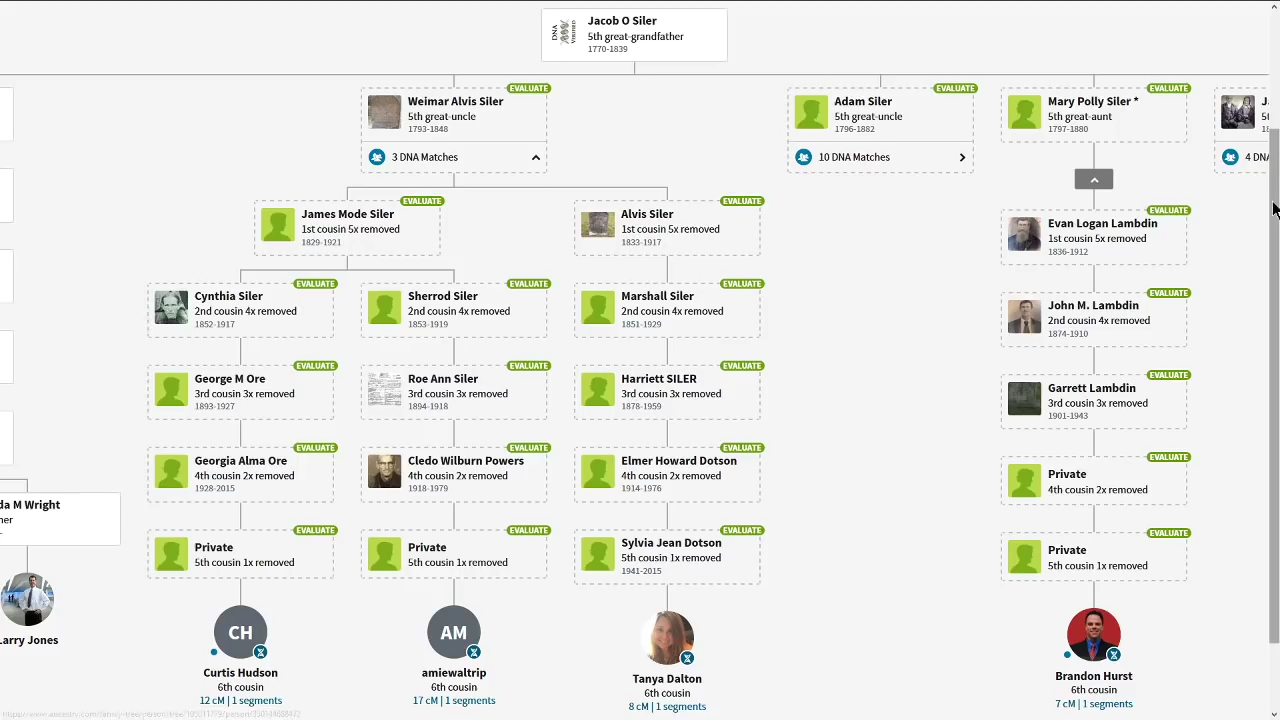 DNA VERIFIED
Jacob O Siler
5th great-grandfather
1770-1839
EVALUATE
Weimar Alvis Siler
5th great-uncle
1793-1848
3 DNA Matches
EVALUATE
Adam Siler
5th great-uncle
1796-1882
10 DNA Matches
EVALUATE
Mary Polly Siler *
5th great-aunt
1797-1880
4 DNA
EVALUATE
James Mode Siler
1st cousin 5x removed
1829-1921
EVALUATE
Alvis Siler
1st cousin 5x removed
1833-1917
EVALUATE
Evan Logan Lambdin
1st cousin 5x removed
1836-1912
EVALUATE
Cynthia Siler
2nd cousin 4x removed
1852-1917
EVALUATE
Sherrod Siler
2nd cousin 4x removed
1853-1919
EVALUATE
Marshall Siler
2nd cousin 4x removed
1851-1929
EVALUATE
John M. Lambdin
2nd cousin 4x removed
1874-1910
EVALUATE
George M Ore
3rd cousin 3x removed
1893-1927
EVALUATE
Roe Ann Siler
3rd cousin 3x removed
1894-1918
EVALUATE
Harriett SILER
3rd cousin 3x removed
1878-1959
EVALUATE
Garrett Lambdin
3rd cousin 3x removed
1901-1943
EVALUATE
Georgia Alma Ore
4th cousin 2x removed
1928-2015
EVALUATE
Cledo Wilburn Powers
4th cousin 2x removed
1918-1979
EVALUATE
Elmer Howard Dotson
4th cousin 2x removed
1914-1976
EVALUATE
Private
4th cousin 2x removed
da M Wright
her
EVALUATE
Private
5th cousin 1x removed
EVALUATE
Private
5th cousin 1x removed
EVALUATE
Sylvia Jean Dotson
5th cousin 1x removed
1941-2015
EVALUATE
Private
5th cousin 1x removed
Larry Jones
CH
Curtis Hudson
6th cousin
12 cM | 1 segments
AM
amiewaltrip
6th cousin
17 cM | 1 segments
Tanya Dalton
6th cousin
8 cM | 1 segments
Brandon Hurst
6th cousin
7 cM | 1 segments